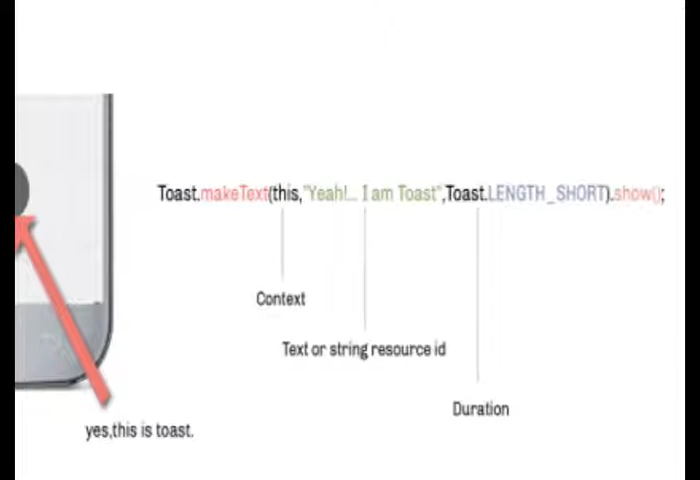 Toast.makeText(this,"Yeah!... I am Toast",Toast.LENGTH_SHORT).show();
Context
Text or string resource id
Duration
yes,this is toast.